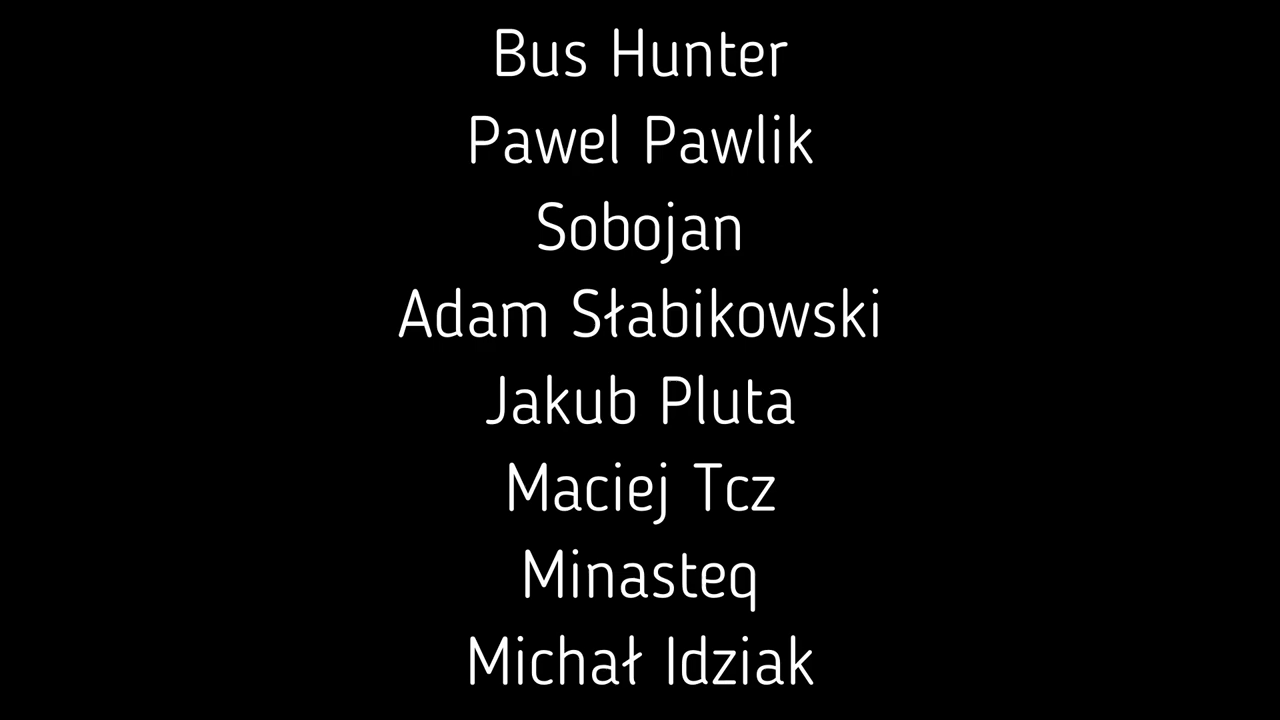 Bus Hunter
Pawel Pawlik
Sobojan
Adam Słabikowski
Jakub Pluta
Maciej Tcz
Minasteq
Michał Idziak